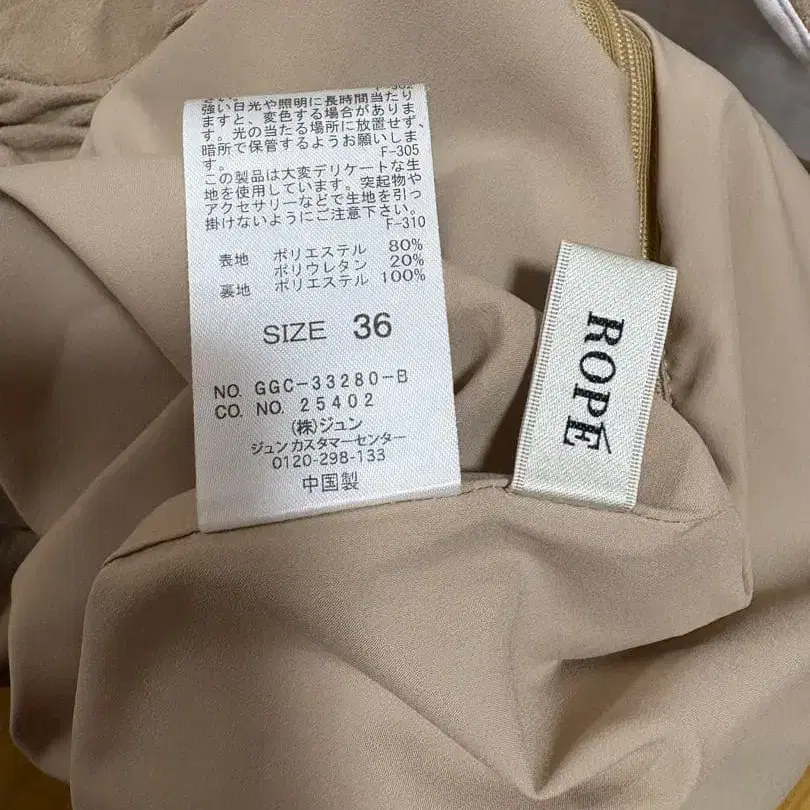 強い日光や照明に長時間当たり
ますと、変色する場合がありま
す。光の当たる場所に放置せず、
暗所で保管するようお願いしま
す。 F-305
この製品は大変デリケートな生
地を使用しています。突起物や
アクセサリーなどで生地を引っ
掛けないようにご注意下さい。
F-310
表地 ポリエステル 80%
ポリウレタン 20%
裏地 ポリエステル 100%
SIZE 36
NO. GGC-33280-B
CO. NO. 25402
(株)ジュン
ジュンカスタマーセンター
0120-298-133
中国製
ROPÉ